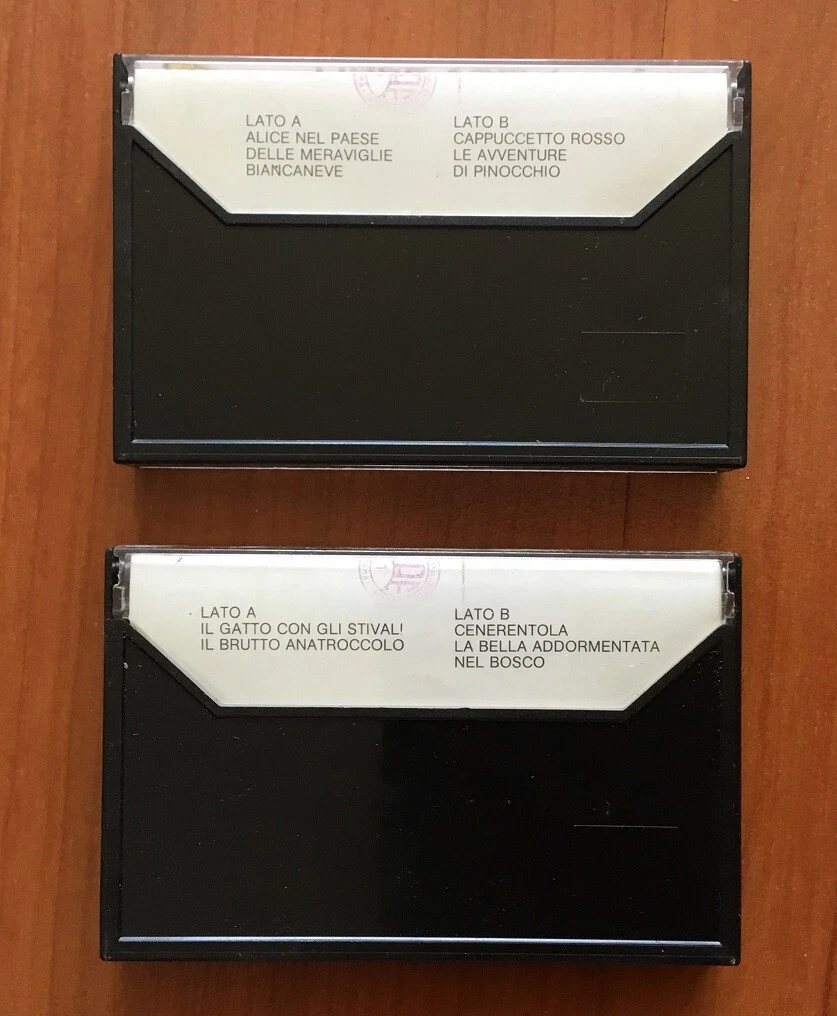 LATO A
ALICE NEL PAESE
DELLE MERAVIGLIE
BIANCANEVE
LATO B
CAPPUCCETTO ROSSO
LE AVVENTURE
DI PINOCCHIO
LATO A
IL GATTO CON GLI STIVAL!
IL BRUTTO ANATROCCOLO
LATO B
CENERENTOLA
LA BELLA ADDORMENTATA
NEL BOSCO